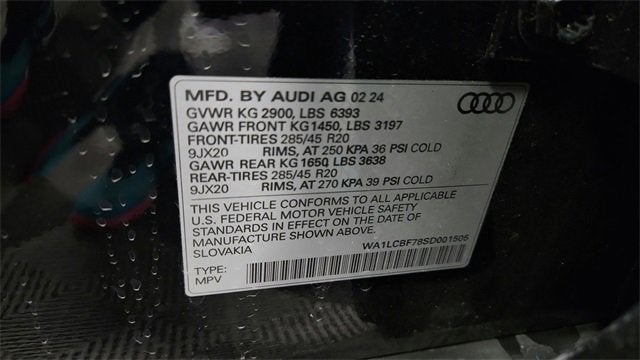 MFD. BY AUDI AG 02 24
GVWR KG 2900, LBS 6393
GAWR FRONT KG1450, LBS 3197
FRONT-TIRES 285/45 R20
9JX20 RIMS, AT 250 KPA 36 PSI COLD
GAWR REAR KG1650 LBS 3638
REAR-TIRES 285/45 R20
9JX20 RIMS, AT 270 KPA 39 PSI COLD
THIS VEHICLE CONFORMS TO ALL APPLICABLE
U.S. FEDERAL MOTOR VEHICLE SAFETY
STANDARDS IN EFFECT ON THE DATE OF
MANUFACTURE SHOWN ABOVE.
SLOVAKIA WA1LCBF78SD001505
TYPE:
MPV